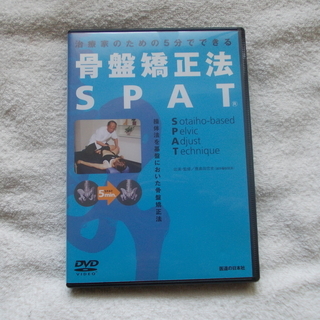 治療家のための5分でできる
骨盤矯正法
SPAT®
Sotaiho-based
Pelvic
Adjust
Technique
操体法を基盤においた骨盤矯正法
5min.
DVD
VIDEO
医道の日本社